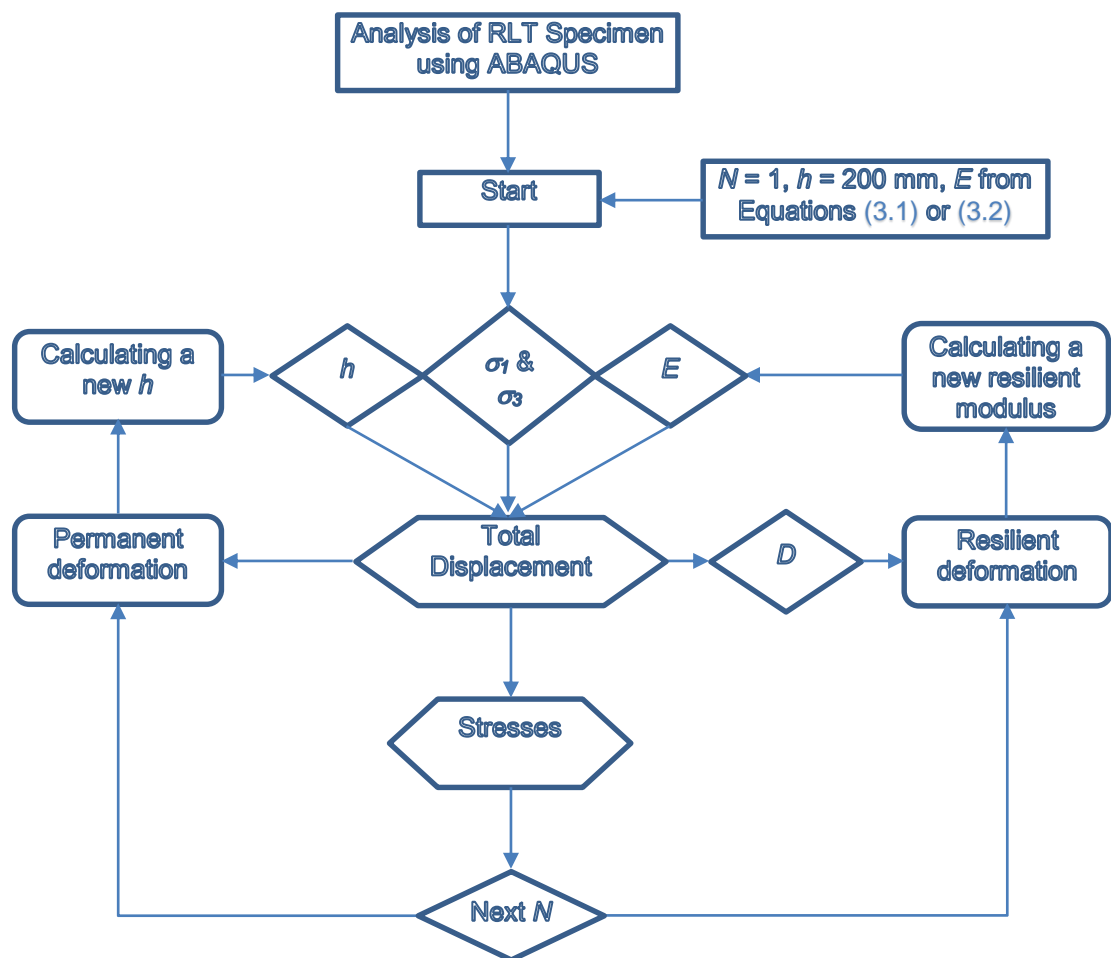 Analysis of RLT Specimen
using ABAQUS
Start
N = 1, h = 200 mm, E from
Equations (3.1) or (3.2)
Calculating a
new h
h
σ1 &
σ3
E
Calculating a
new resilient
modulus
Permanent
deformation
Total
Displacement
D
Resilient
deformation
Stresses
Next N